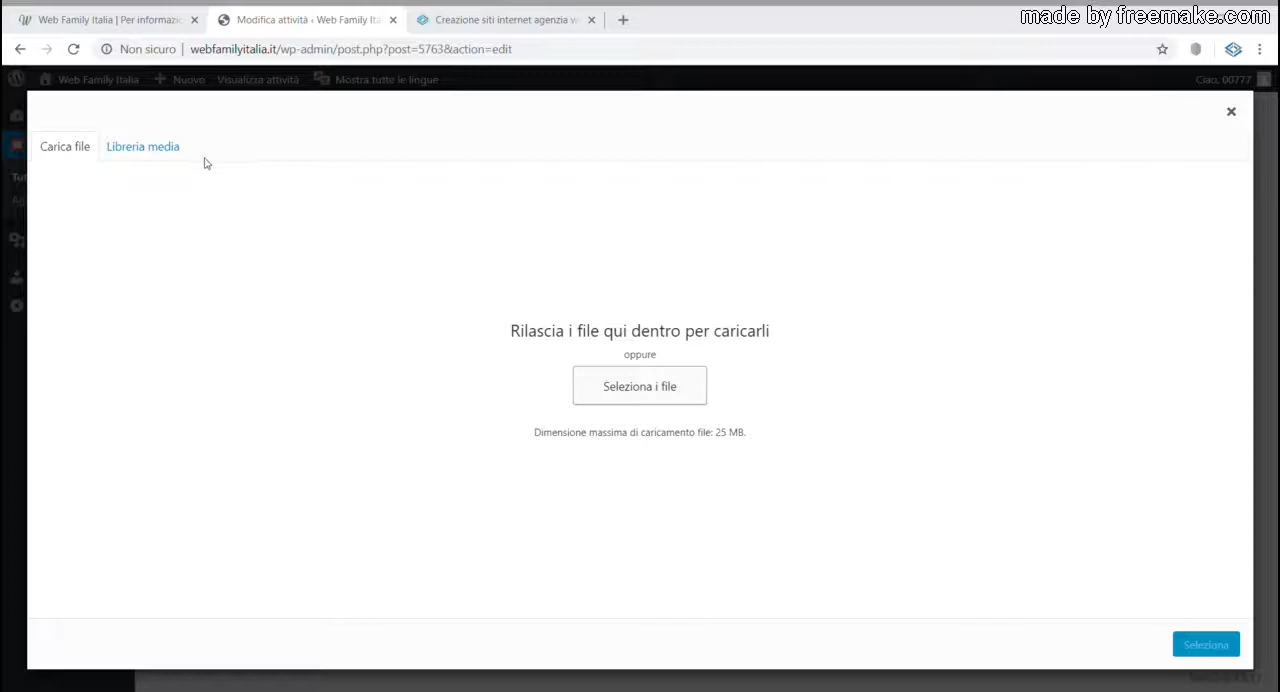 made by freemake.com
Web Family Italia | Per informazio
Modifica attività ‹ Web Family Ita
Creazione siti internet agenzia w
Non sicuro
webfamilyitalia.it/wp-admin/post.php?post=5763&action=edit
Web Family Italia
Nuovo
Visualizza attività
Mostra tutte le lingue
Ciao, 00777
Carica file
Libreria media
Tut
Rilascia i file qui dentro per caricarli
oppure
Seleziona i file
Dimensione massima di caricamento file: 25 MB.
Seleziona